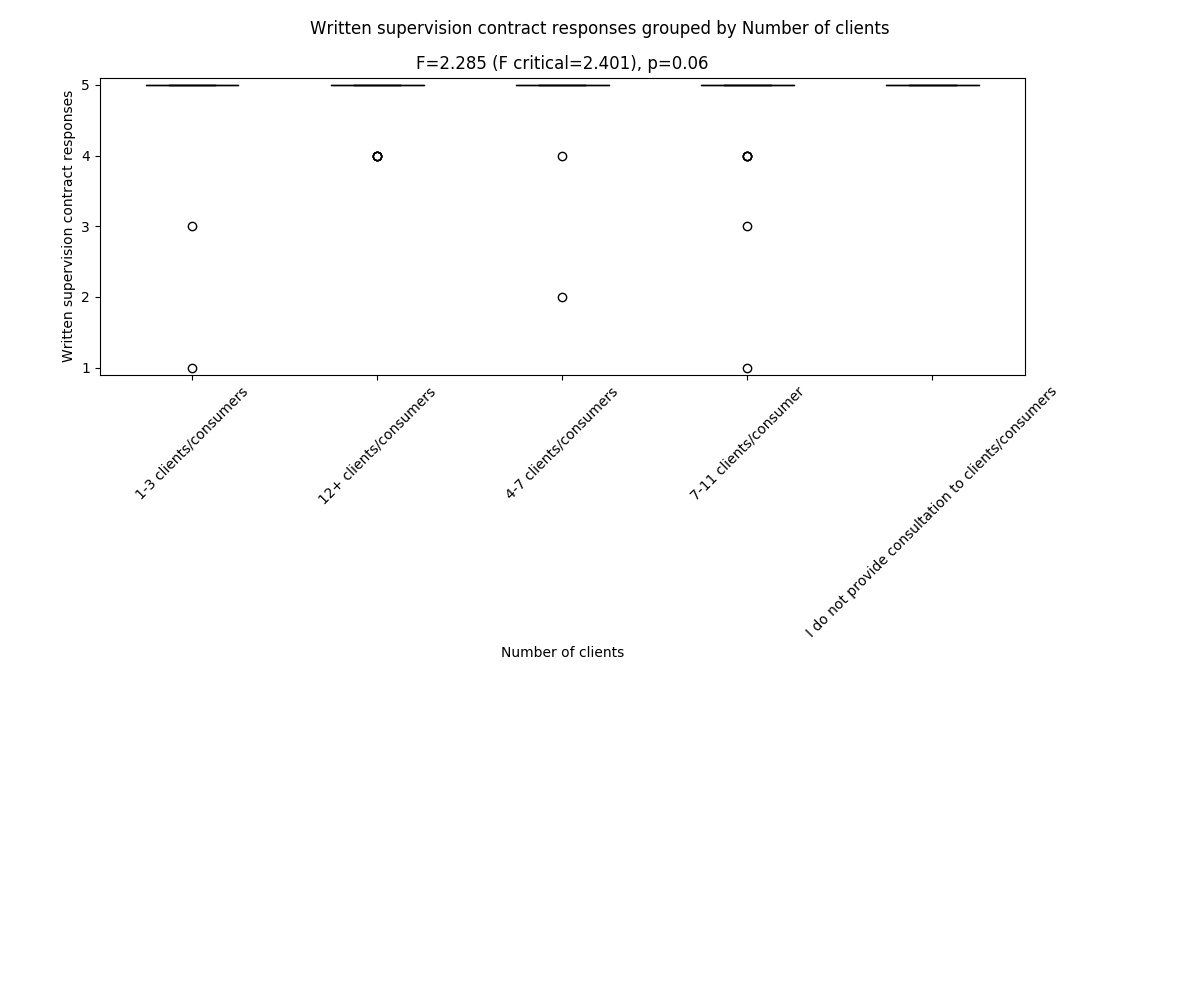 Written supervision contract responses grouped by Number of clients
F=2.285 (F critical=2.401), p=0.06
Written supervision contract responses
5
4
3
2
1
1-3 clients/consumers
12+ clients/consumers
4-7 clients/consumers
7-11 clients/consumer
I do not provide consultation to clients/consumers
Number of clients